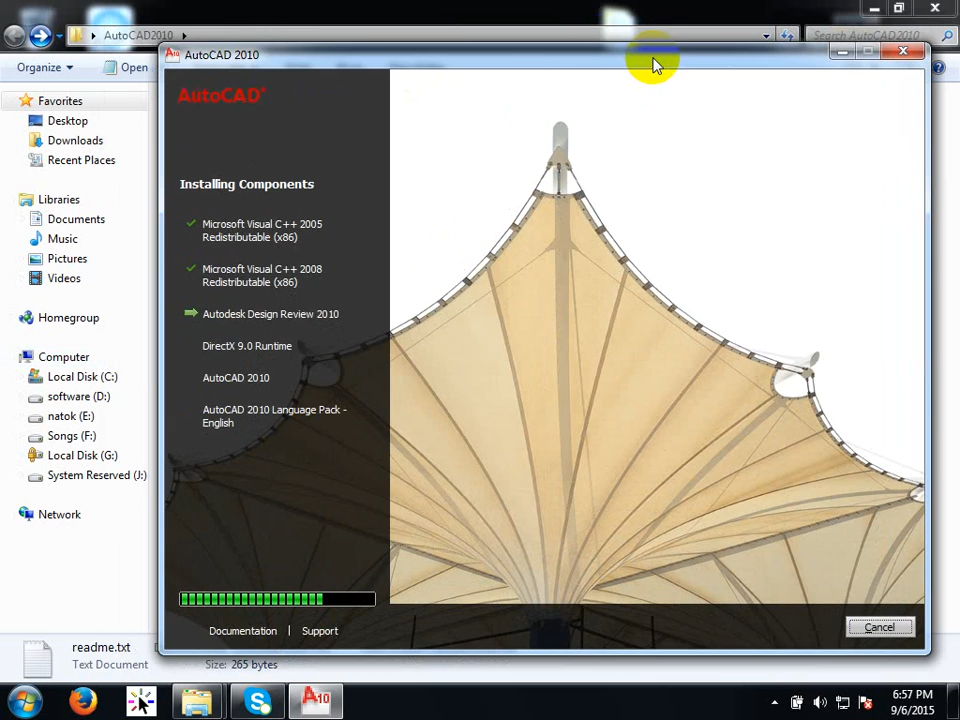 AutoCAD2010
Search AutoCAD2010
AutoCAD 2010
Organize
Open
AutoCAD
Favorites
Desktop
Downloads
Recent Places
Libraries
Documents
Music
Pictures
Videos
Homegroup
Computer
Local Disk (C:)
software (D:)
natok (E:)
Songs (F:)
Local Disk (G:)
System Reserved (J:)
Network
Installing Components
Microsoft Visual C++ 2005
Redistributable (x86)
Microsoft Visual C++ 2008
Redistributable (x86)
Autodesk Design Review 2010
DirectX 9.0 Runtime
AutoCAD 2010
AutoCAD 2010 Language Pack -
English
Documentation | Support
Cancel
readme.txt
Text Document
Size: 265 bytes
A10
6:57 PM
9/6/2015